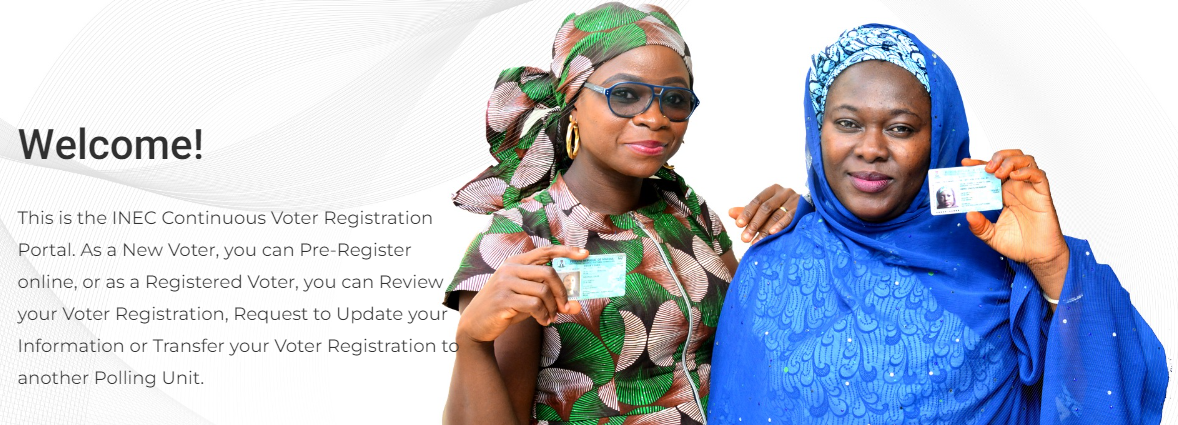 Welcome!
This is the INEC Continuous Voter Registration
Portal. As a New Voter, you can Pre-Register
online, or as a Registered Voter, you can Review
your Voter Registration, Request to Update your
Information or Transfer your Voter Registration to
another Polling Unit.